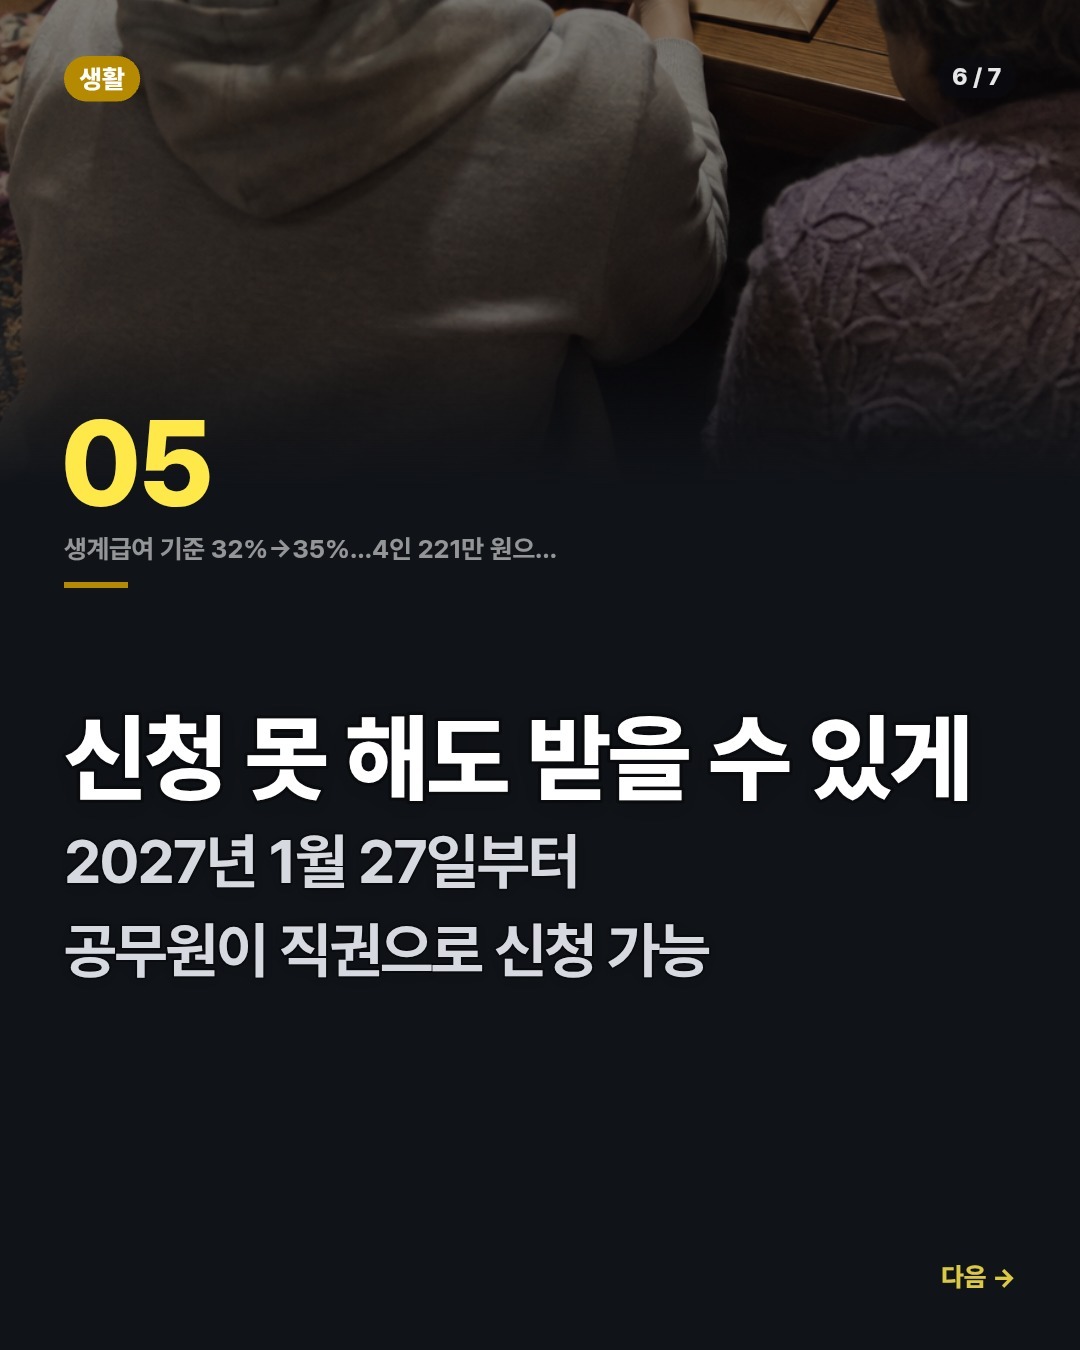 생활
6 / 7
05
생계급여 기준 32%→35%…4인 221만 원으…
신청 못 해도 받을 수 있게
2027년 1월 27일부터
공무원이 직권으로 신청 가능
다음 →